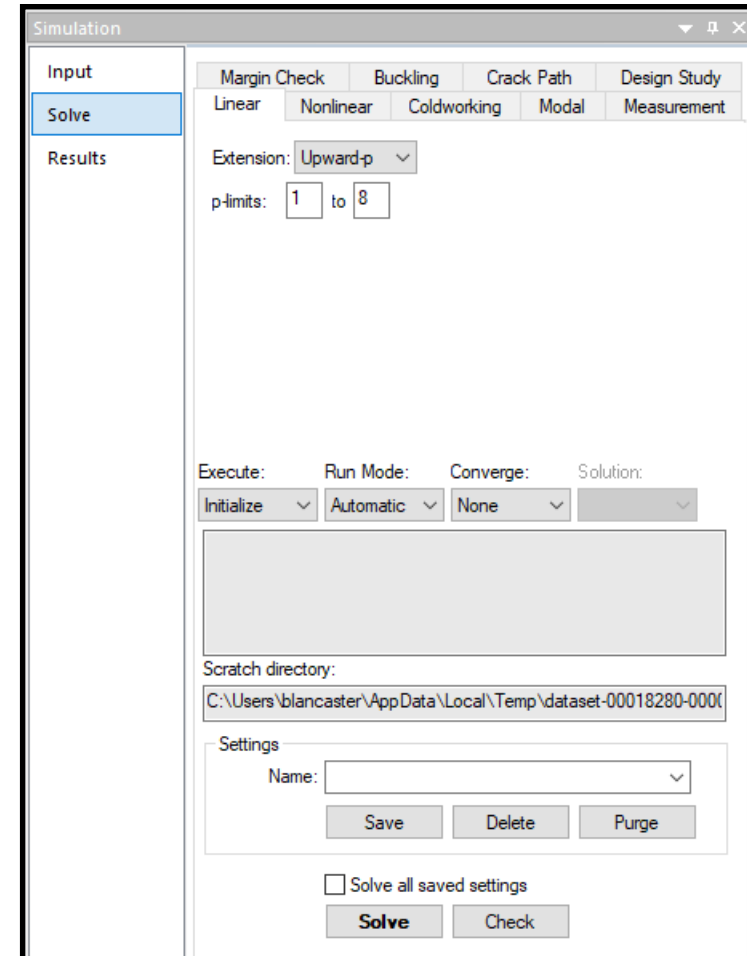 Simulation
Input
Solve
Results
Margin Check Buckling Crack Path Design Study
Linear Nonlinear Coldworking Modal Measurement
Extension: Upward-p
p-limits: 1 to 8
Execute: Run Mode: Converge: Solution:
Initialize Automatic None
Scratch directory:
C:\Users\blancaster\AppData\Local\Temp\dataset-00018280-000(
Settings
Name:
Save Delete Purge
Solve all saved settings
Solve Check